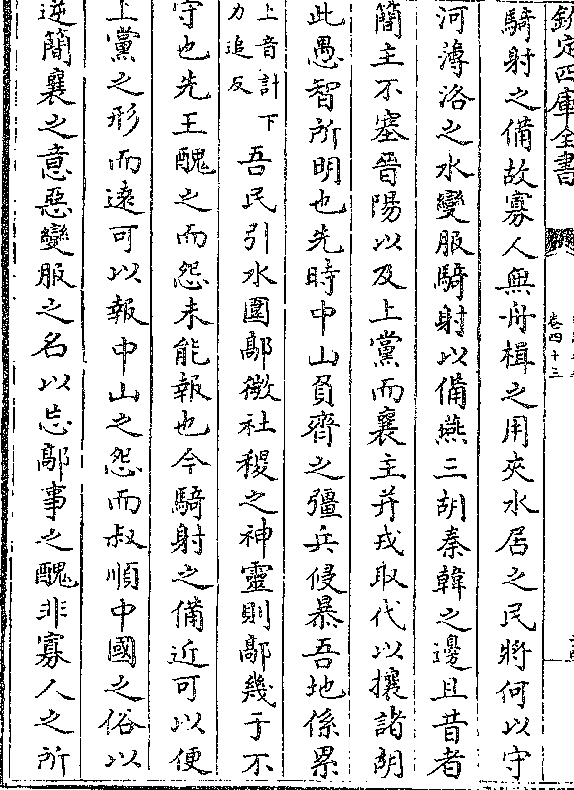 欽定四庫全書
卷四十三
騎射之備故寡人無舟楫之用夾水居之民將何以守
河薄洛之水變服騎射以備燕三胡秦韓之邊且昔者
簡主不塞晉陽以及上黨而襄主并戎取代以攘諸胡
此愚智所明也先時中山負齊之彊兵侵暴吾地係累
上音計下力追反吾民引水圍鄗微社稷之神靈則鄗幾于不
守也先王醜之而怨未能報也今騎射之備近可以便
上黨之形而遠可以報中山之怨而叔順中國之俗以
逆簡襄之意惡變服之名以忘鄗事之醜非寡人之所